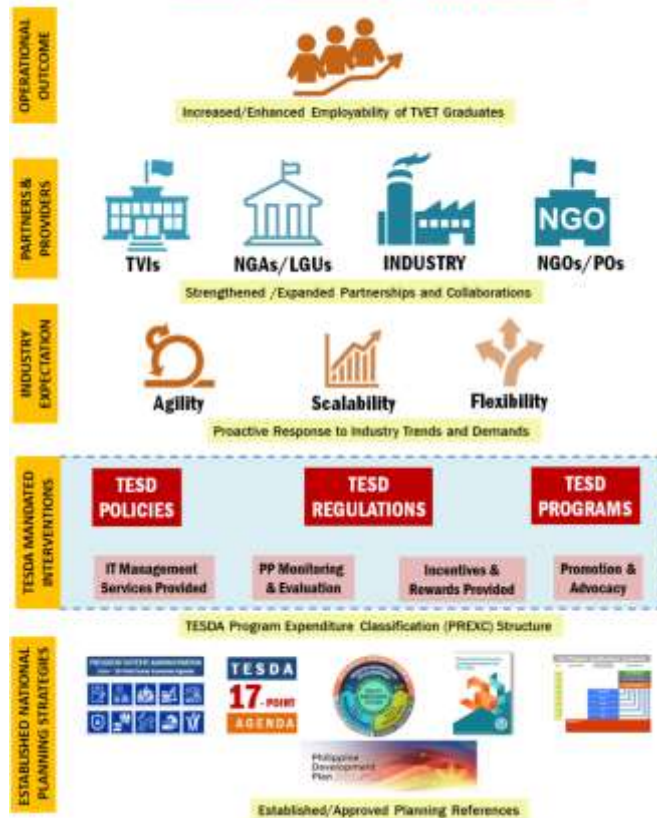 OPERATIONAL
OUTCOME
Increased/Enhanced Employability of TVET Graduates
PARTNERS &
PROVIDERS
NGO
TVIs
NGAs/LGUs
INDUSTRY
NGOs/POs
Strengthened /Expanded Partnerships and Collaborations
INDUSTRY
EXPECTATION
Agility
Scalability
Flexibility
Proactive Response to Industry Trends and Demands
TESDA MANDATED
INTERVENTIONS
TESD
POLICIES
TESD
REGULATIONS
TESD
PROGRAMS
IT Management
Services Provided
PP Monitoring
& Evaluation
Incentives &
Rewards Provided
Promotion &
Advocacy
TESDA Program Expenditure Classification (PREXC) Structure
ESTABLISHED NATIONAL
PLANNING STRATEGIES
TESDA
17-POINT
AGENDA
Philippine
Development
Plan
Established/Approved Planning References